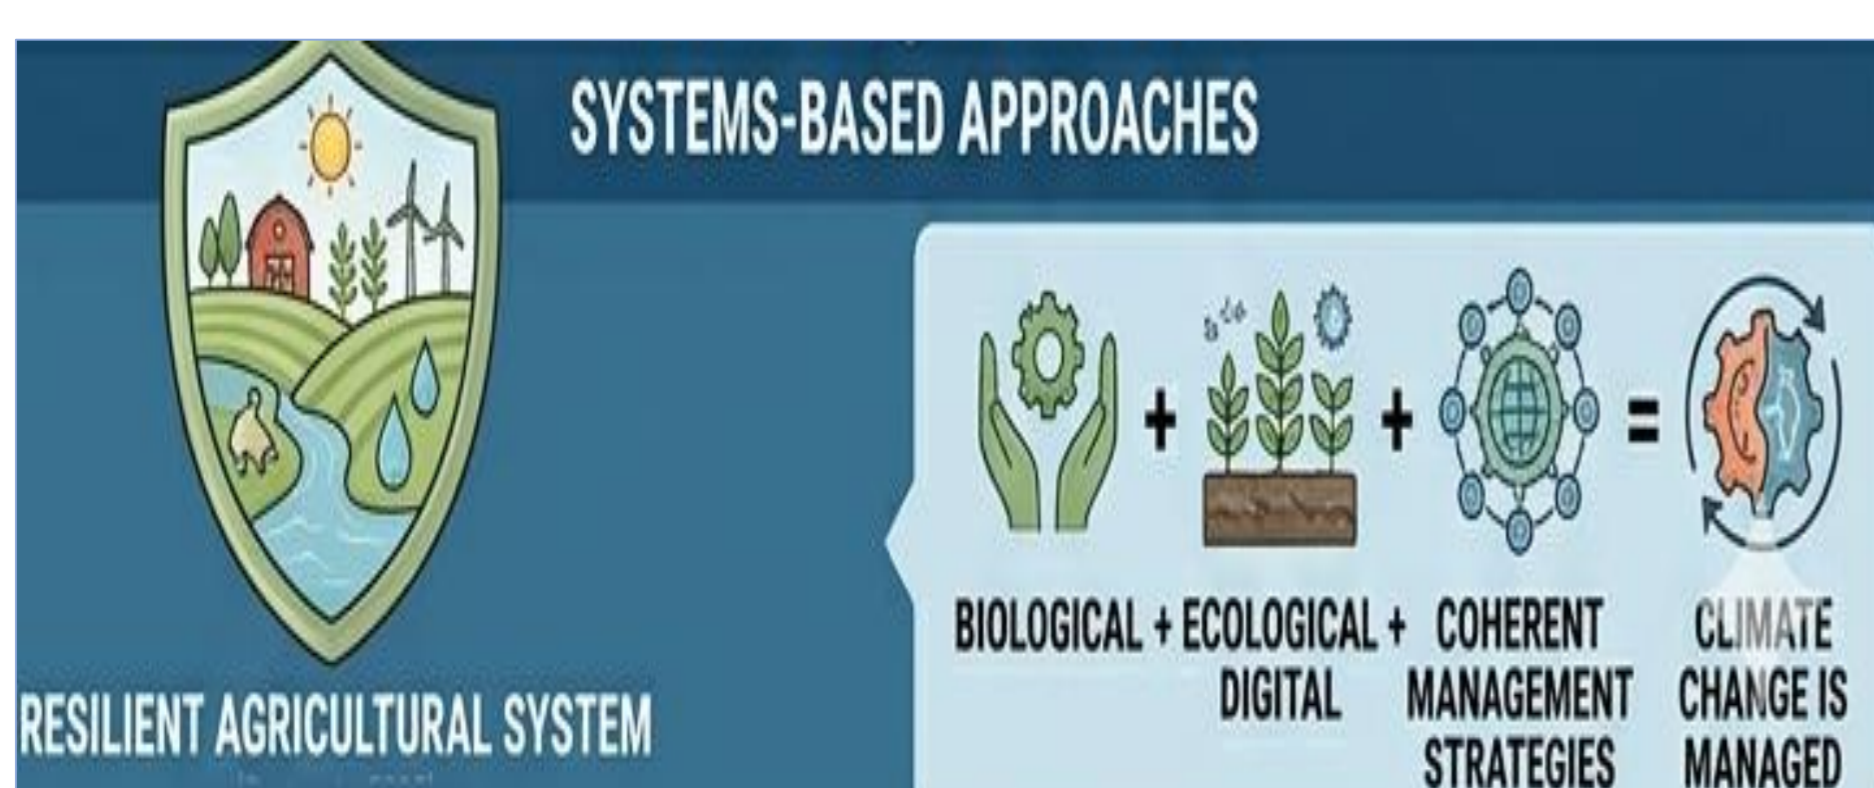 SYSTEMS-BASED APPROACHES
RESILIENT AGRICULTURAL SYSTEM
BIOLOGICAL + ECOLOGICAL + COHERENT CLIMATE
DIGITAL MANAGEMENT CHANGE IS
STRATEGIES MANAGED